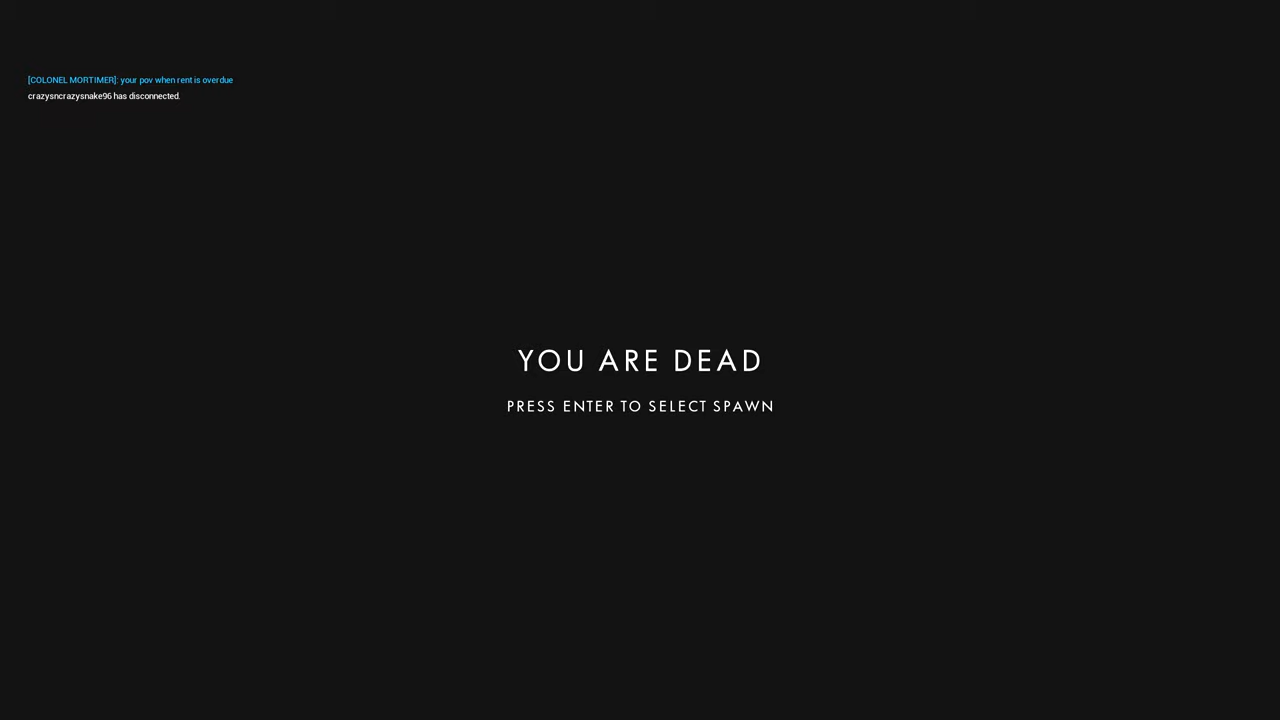 [COLONEL MORTIMER]: your pov when rent is overdue
crazysncrazysnake96 has disconnected.
YOU ARE DEAD
PRESS ENTER TO SELECT SPAWN